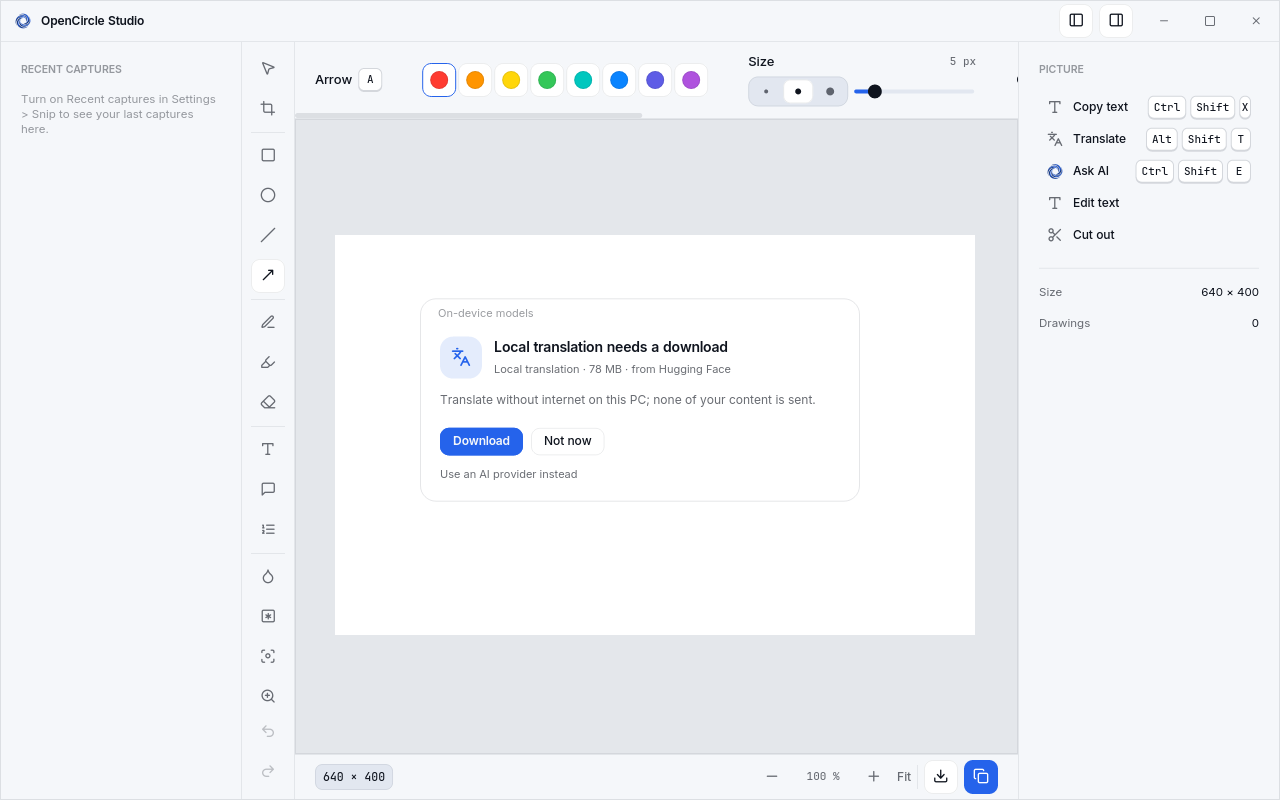 OpenCircle Studio
RECENT CAPTURES
Turn on Recent captures in Settings
> Snip to see your last captures
here.
Arrow A
Size 5 px
On-device models
Local translation needs a download
Local translation · 78 MB · from Hugging Face
Translate without internet on this PC; none of your content is sent.
Download Not now
Use an AI provider instead
640 × 400
100 %
Fit
PICTURE
Copy text Ctrl Shift X
Translate Alt Shift T
Ask AI Ctrl Shift E
Edit text
Cut out
Size 640 × 400
Drawings 0